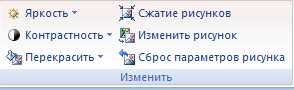 Яркость
Контрастность
Перекрасить
Сжатие рисунков
Изменить рисунок
Сброс параметров рисунка
Изменить